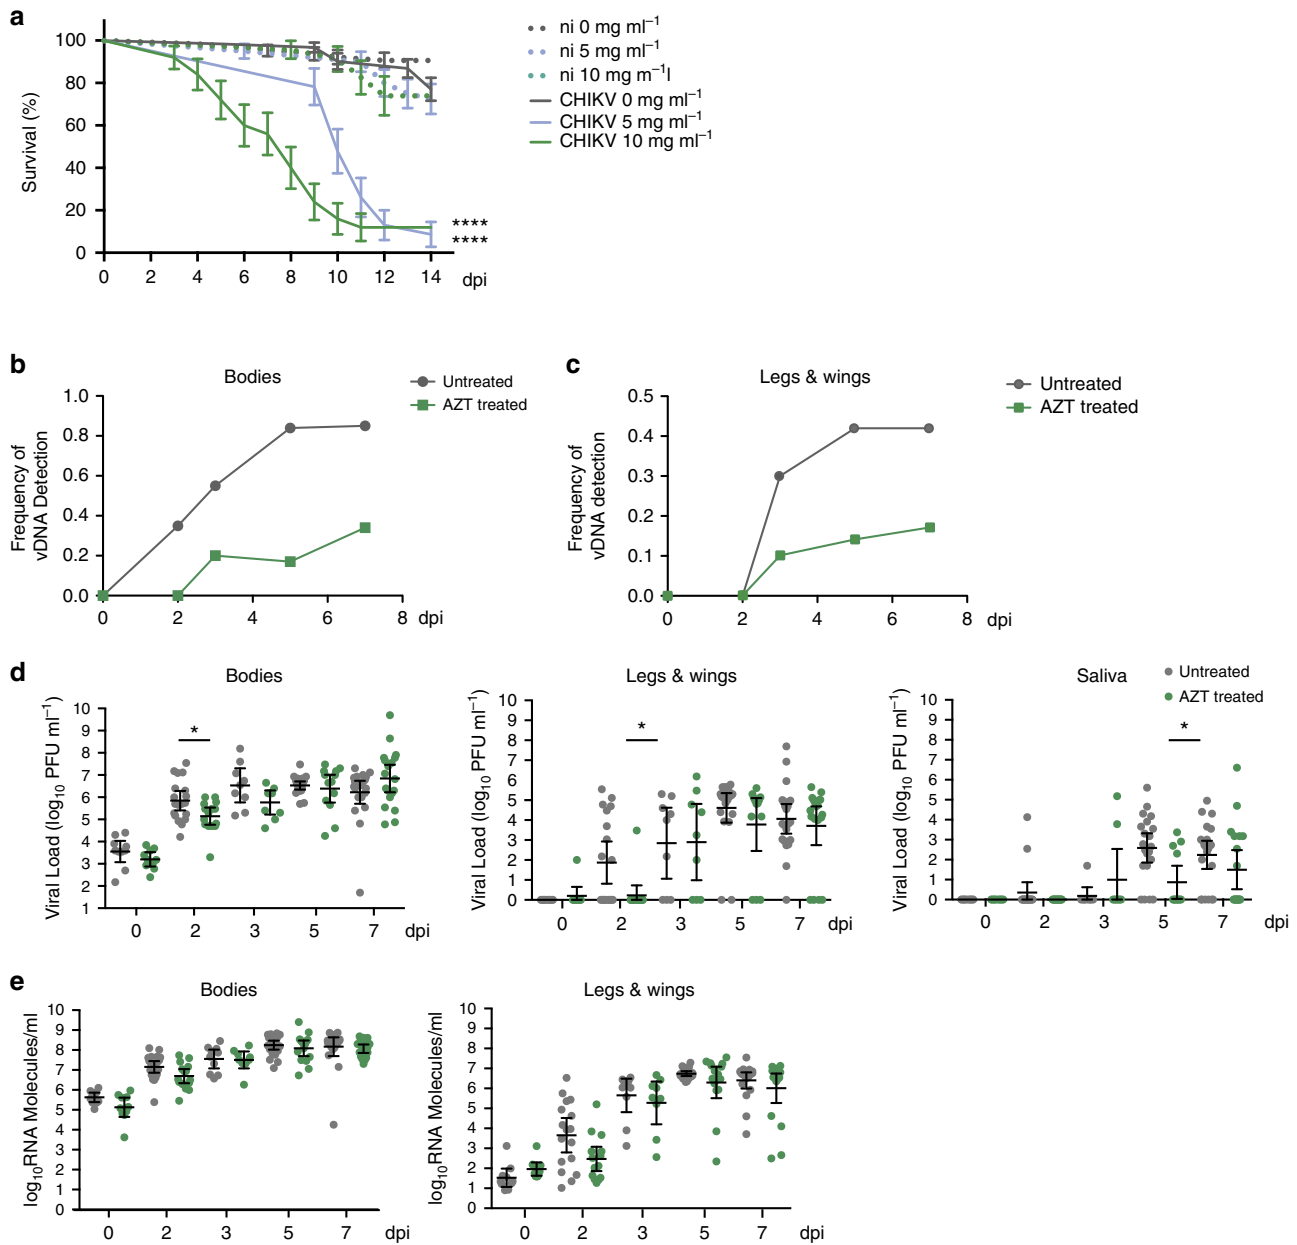 a
ni 0 mg ml⁻¹
ni 5 mg ml⁻¹
ni 10 mg m⁻¹l
CHIKV 0 mg ml⁻¹
CHIKV 5 mg ml⁻¹
CHIKV 10 mg ml⁻¹
Survival (%)
100
80
60
40
20
0
****
****
0 2 4 6 8 10 12 14 dpi
b
Bodies
Untreated
AZT treated
Frequency of
vDNA Detection
1.0
0.8
0.6
0.4
0.2
0.0
0 2 4 6 8 dpi
c
Legs & wings
Untreated
AZT treated
Frequency of
vDNA detection
0.5
0.4
0.3
0.2
0.1
0.0
0 2 4 6 8 dpi
d
Bodies
Viral Load (log₁₀ PFU ml⁻¹)
10
9
8
7
6
5
4
3
2
1
*
0 2 3 5 7 dpi
Legs & wings
Viral Load (log₁₀ PFU ml⁻¹)
10
9
8
7
6
5
4
3
2
1
0
*
0 2 3 5 7 dpi
Saliva
Untreated
AZT treated
Viral Load (log₁₀ PFU ml⁻¹)
10
9
8
7
6
5
4
3
2
1
0
*
0 2 3 5 7 dpi
e
Bodies
log₁₀RNA Molecules/ml
10
9
8
7
6
5
4
3
2
1
0
0 2 3 5 7 dpi
Legs & wings
log₁₀RNA Molecules/ml
10
9
8
7
6
5
4
3
2
1
0
0 2 3 5 7 dpi